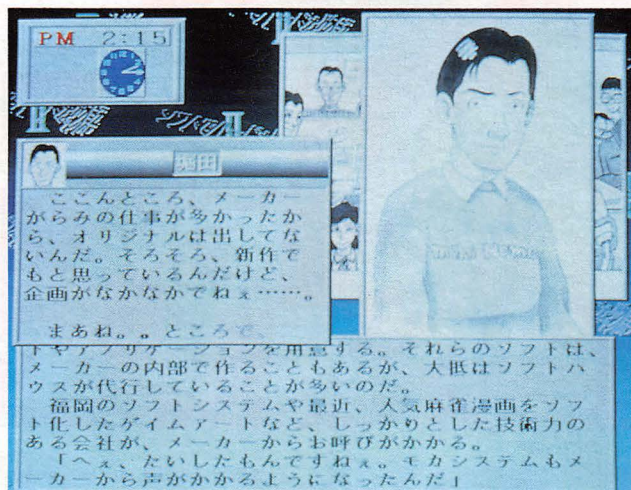 PM 2:15
ここんところ、メーカー
がらみの仕事が多かったか
ら、オリジナルは出してな
いんだ。そろそろ、新作で
もと思っているんだけど、
企画がなかなかでねぇ……。
まあね。。ところで、
トやアプリケーションを用意する。それらのソフトは、
メーカーの内部で作ることもあるが、大抵はソフトハ
ウスが代行していることが多いのだ。
福岡のソフトシステムや最近、人気麻雀漫画をソフ
ト化したゲイムアートなど、しっかりとした技術力の
ある会社が、メーカーからお呼びがかかる。
「へぇ、たいしたもんですねぇ。モカシステムもメ
ーカーから声がかかるようになったんだ」